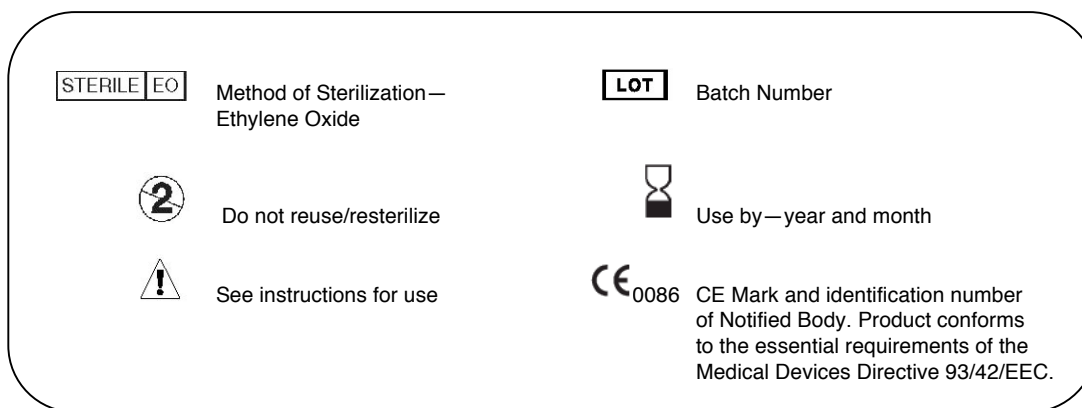 STERILE EO
Method of Sterilization—
Ethylene Oxide
LOT
Batch Number
2
Do not reuse/resterilize
Use by—year and month
!
See instructions for use
CE 0086
CE Mark and identification number
of Notified Body. Product conforms
to the essential requirements of the
Medical Devices Directive 93/42/EEC.